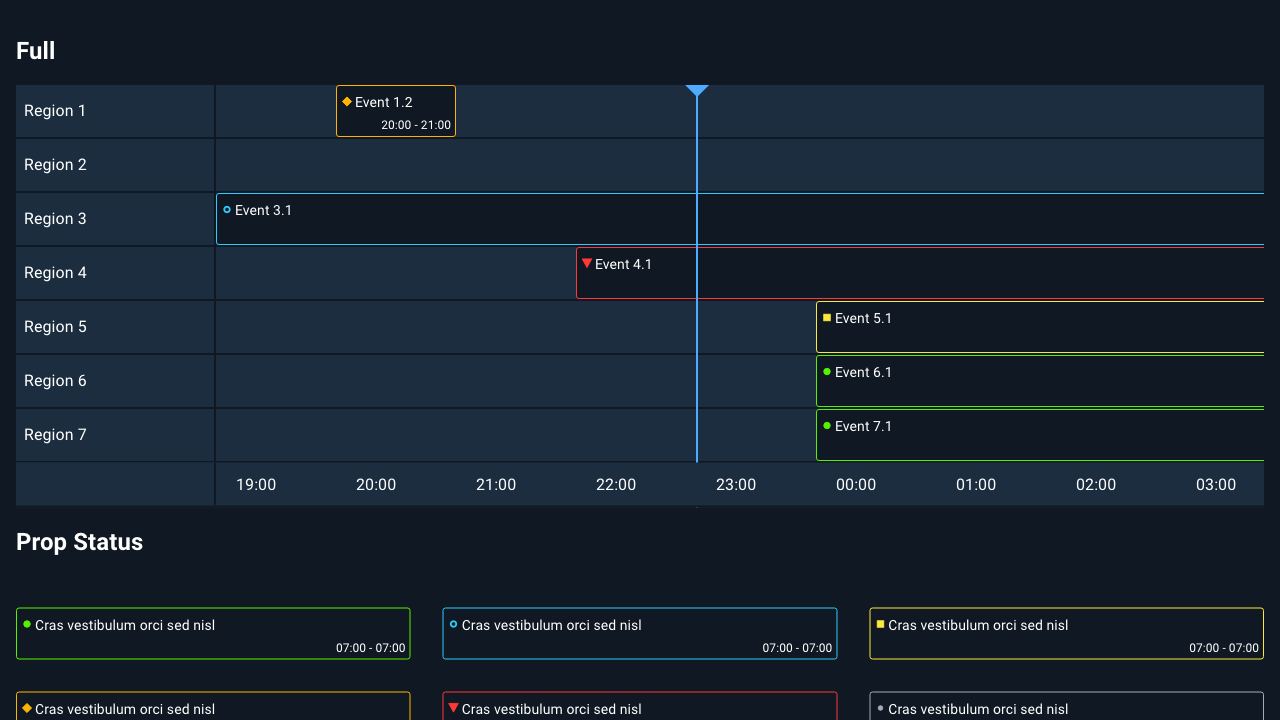 Full
Region 1
Event 1.2
20:00 - 21:00
Region 2
Region 3
Event 3.1
Region 4
Event 4.1
Region 5
Event 5.1
Region 6
Event 6.1
Region 7
Event 7.1
19:00 20:00 21:00 22:00 23:00 00:00 01:00 02:00 03:00
Prop Status
Cras vestibulum orci sed nisl
07:00 - 07:00
Cras vestibulum orci sed nisl
07:00 - 07:00
Cras vestibulum orci sed nisl
07:00 - 07:00
Cras vestibulum orci sed nisl
Cras vestibulum orci sed nisl
Cras vestibulum orci sed nisl